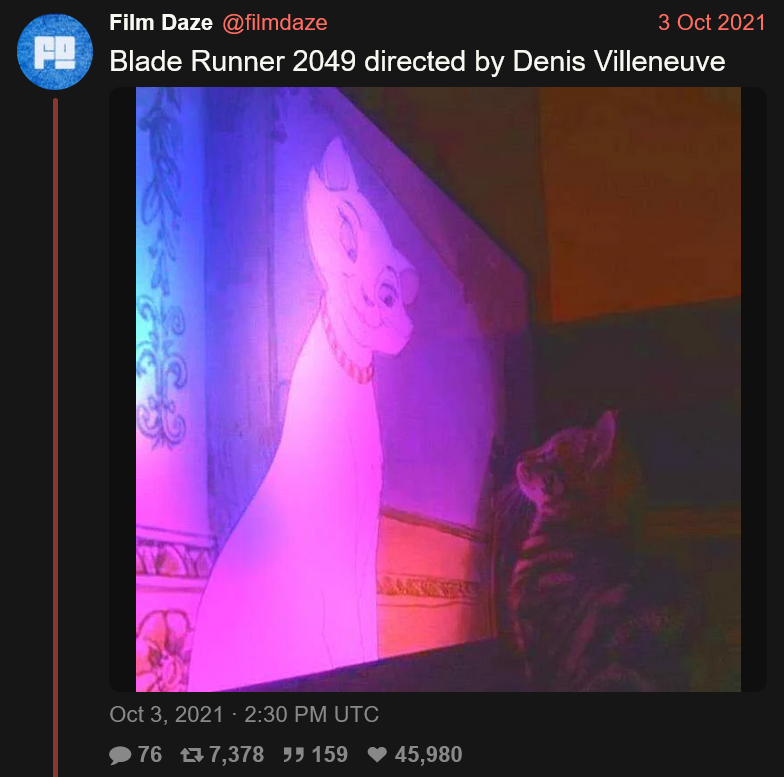 Film Daze @filmdaze 3 Oct 2021
Blade Runner 2049 directed by Denis Villeneuve
Oct 3, 2021 · 2:30 PM UTC
76 7,378 159 45,980